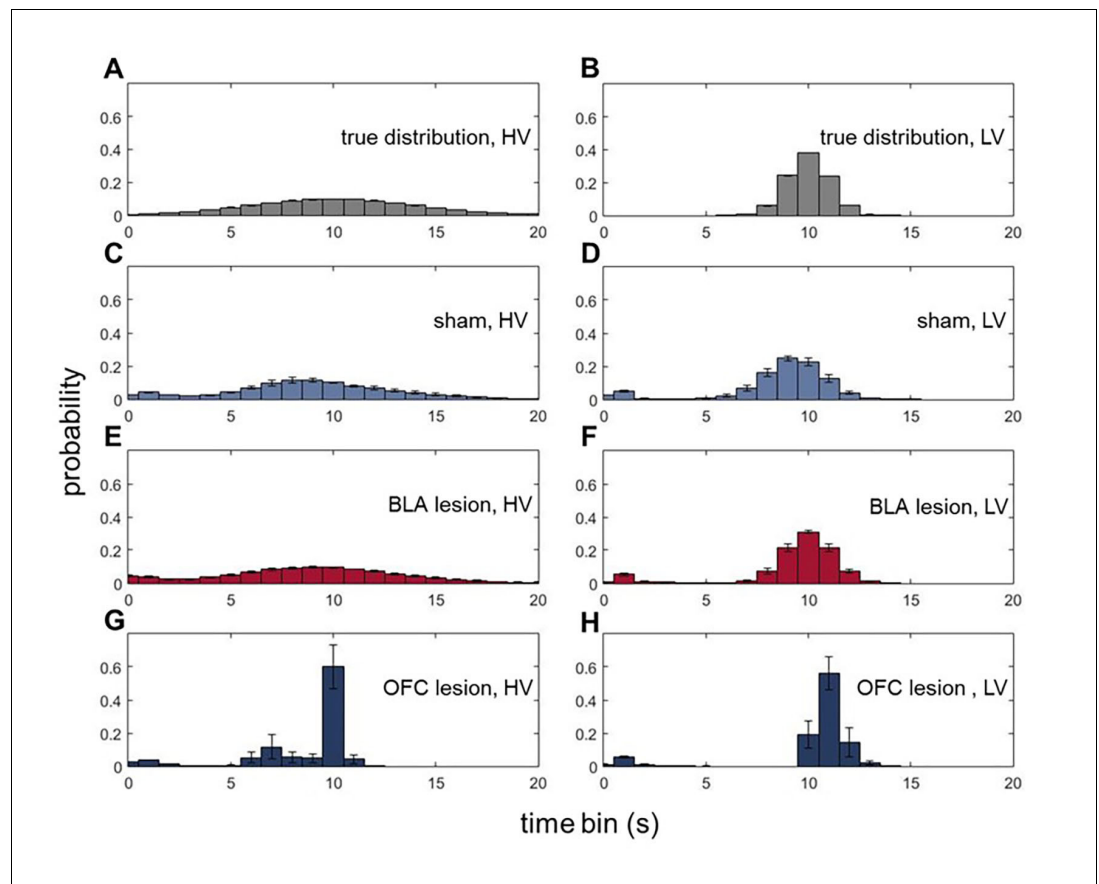 A
0.6
0.4
0.2
0
true distribution, HV
0 5 10 15 20
B
0.6
0.4
0.2
0
true distribution, LV
0 5 10 15 20
C
0.6
0.4
0.2
0
sham, HV
0 5 10 15 20
D
0.6
0.4
0.2
0
sham, LV
0 5 10 15 20
probability
E
0.6
0.4
0.2
0
BLA lesion, HV
0 5 10 15 20
F
0.6
0.4
0.2
0
BLA lesion, LV
0 5 10 15 20
G
0.6
0.4
0.2
0
OFC lesion, HV
0 5 10 15 20
H
0.6
0.4
0.2
0
OFC lesion , LV
0 5 10 15 20
time bin (s)